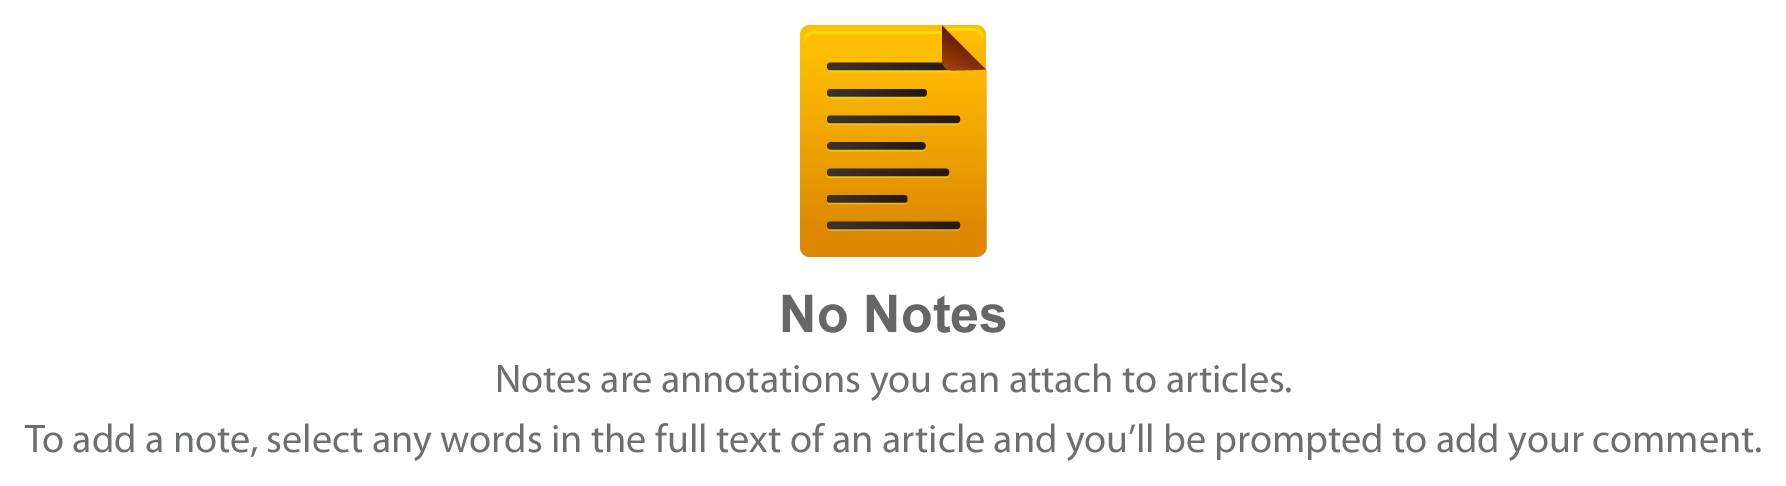 No Notes
Notes are annotations you can attach to articles.
To add a note, select any words in the full text of an article and you’ll be prompted to add your comment.